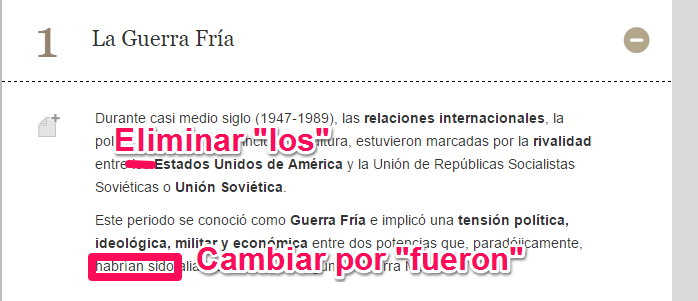 1 La Guerra Fría
Durante casi medio siglo (1947-1989), las relaciones internacionales, la
Eliminar "los"
cultura, estuvieron marcadas por la rivalidad
entre los Estados Unidos de América y la Unión de Repúblicas Socialistas
Soviéticas o Unión Soviética.
Este periodo se conoció como Guerra Fría e implicó una tensión política,
ideológica, militar y económica entre dos potencias que, paradójicamente,
habrían sido
Cambiar por "fueron"